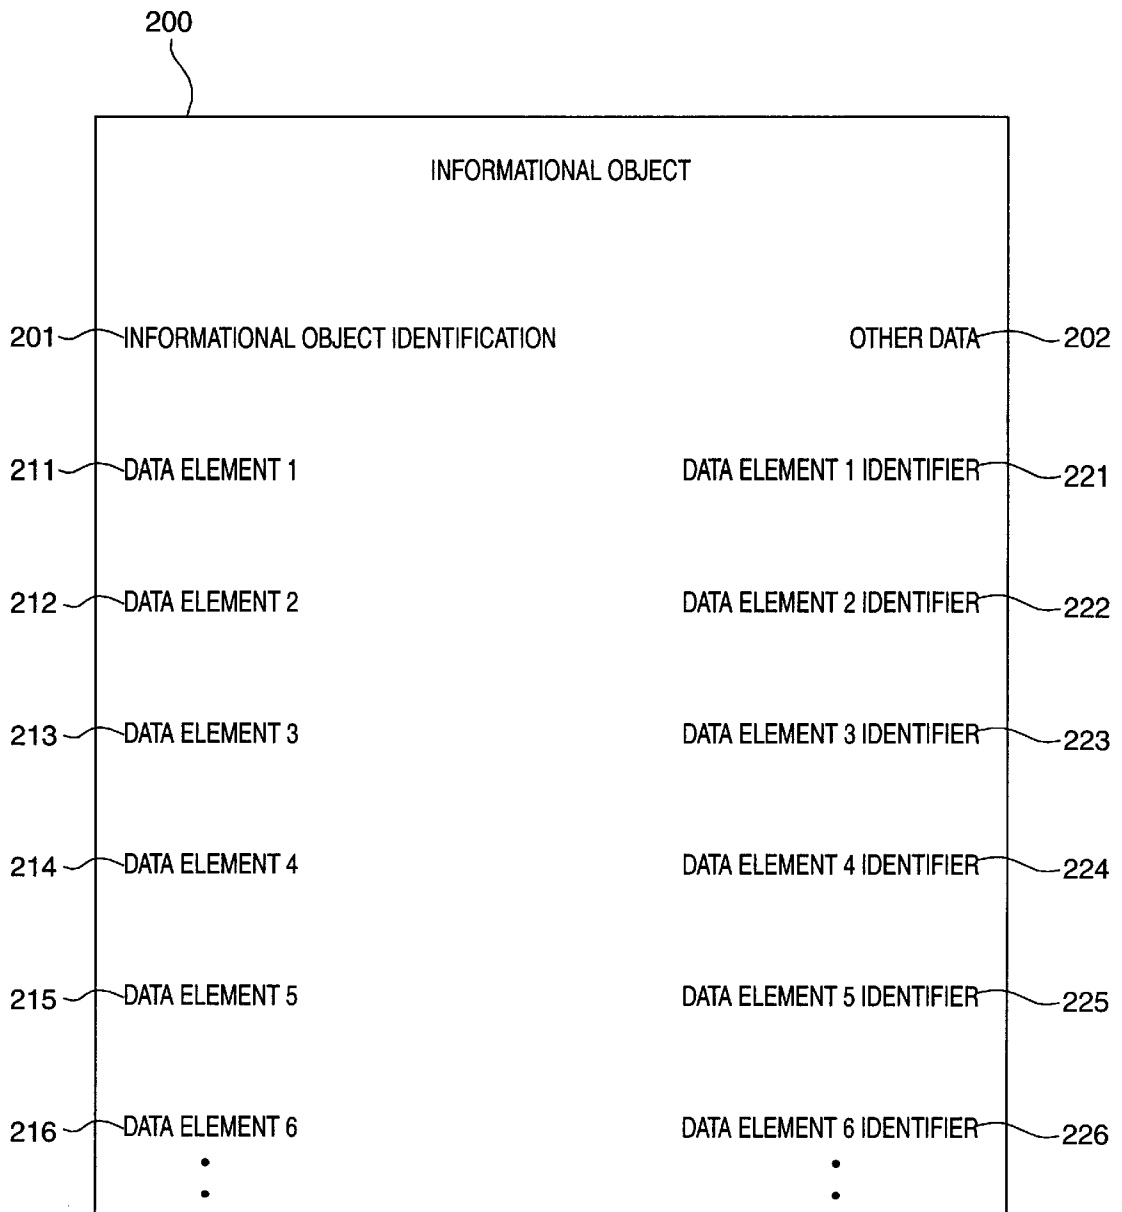 200
INFORMATIONAL OBJECT
201 INFORMATIONAL OBJECT IDENTIFICATION OTHER DATA 202
211 DATA ELEMENT 1 DATA ELEMENT 1 IDENTIFIER 221
212 DATA ELEMENT 2 DATA ELEMENT 2 IDENTIFIER 222
213 DATA ELEMENT 3 DATA ELEMENT 3 IDENTIFIER 223
214 DATA ELEMENT 4 DATA ELEMENT 4 IDENTIFIER 224
215 DATA ELEMENT 5 DATA ELEMENT 5 IDENTIFIER 225
216 DATA ELEMENT 6 DATA ELEMENT 6 IDENTIFIER 226